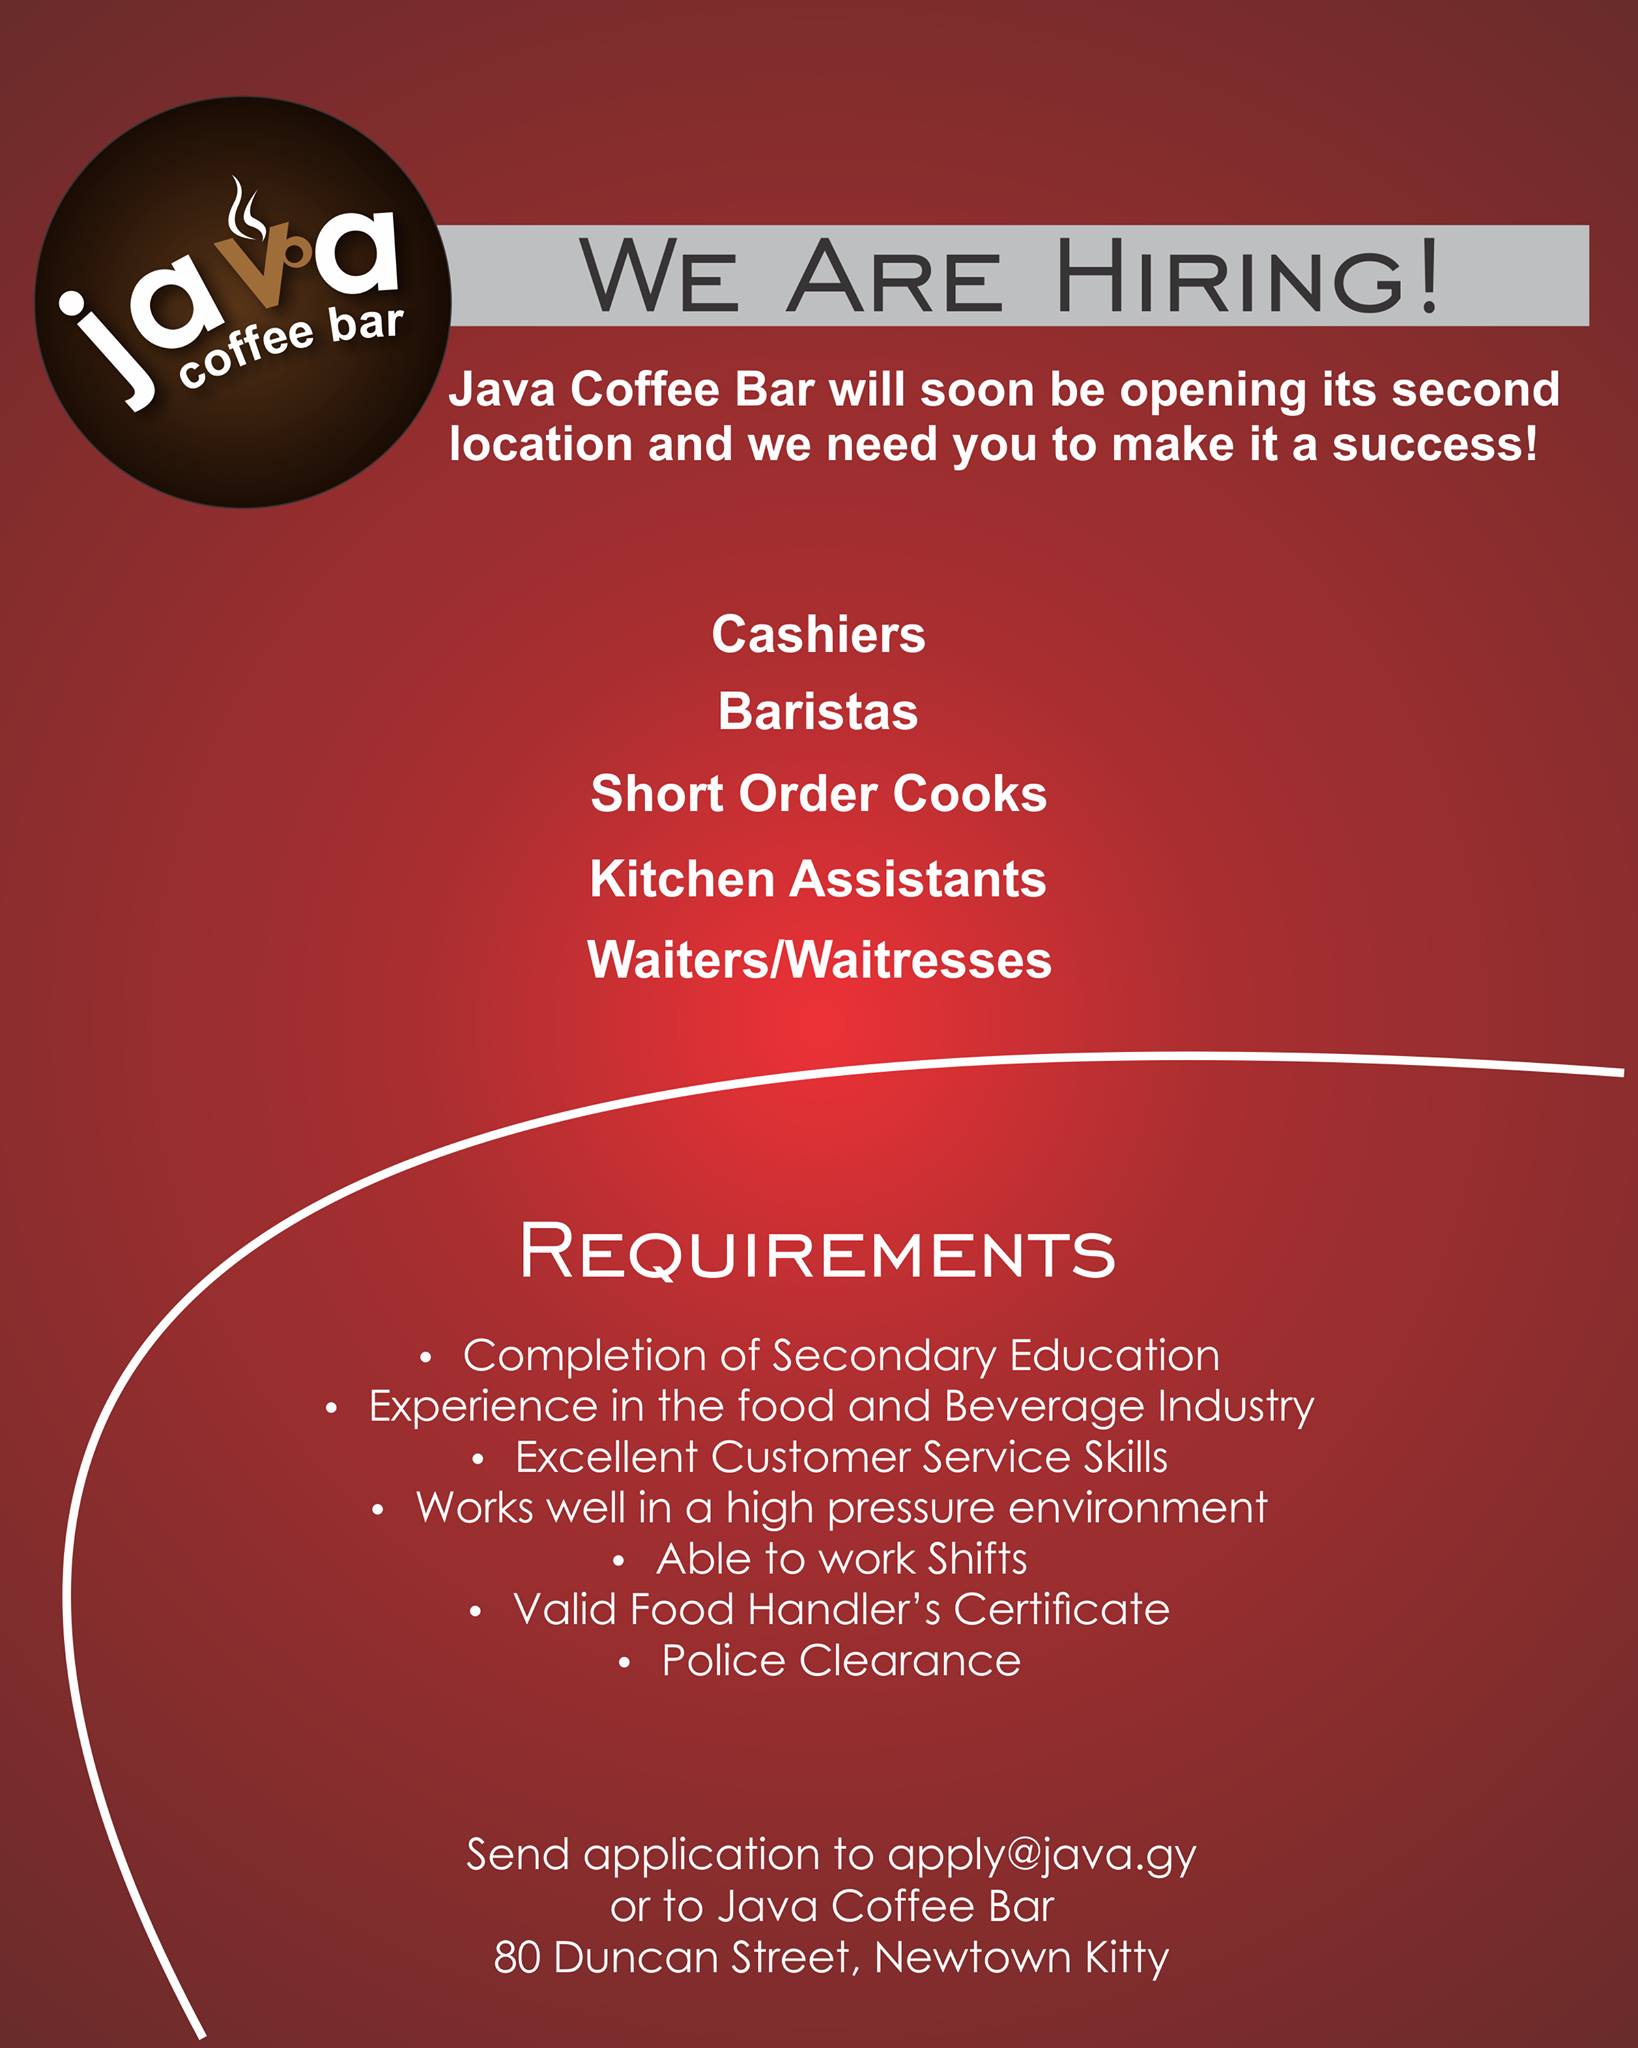 java
coffee bar
We Are Hiring!
Java Coffee Bar will soon be opening its second
location and we need you to make it a success!
Cashiers
Baristas
Short Order Cooks
Kitchen Assistants
Waiters/Waitresses
Requirements
• Completion of Secondary Education
• Experience in the food and Beverage Industry
• Excellent Customer Service Skills
• Works well in a high pressure environment
• Able to work Shifts
• Valid Food Handler’s Certificate
• Police Clearance
Send application to apply@java.gy
or to Java Coffee Bar
80 Duncan Street, Newtown Kitty